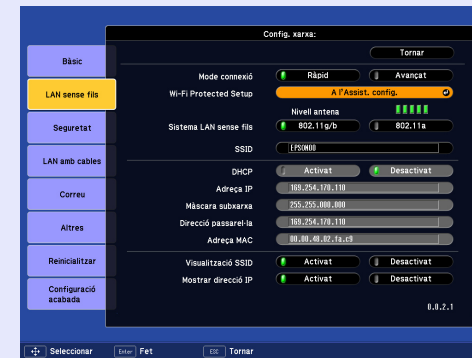 Config. xarxa:
Tornar
Bàsic
Mode connexió Ràpid Avançat
LAN sense fils
Wi-Fi Protected Setup A l'Assist. config.
Nivell antena
Seguretat
Sistema LAN sense fils 802.11g/b 802.11a
SSID EPSON00
LAN amb cables
DHCP Activat Desactivat
Adreça IP 169.254.170.110
Correu
Màscara subxarxa 255.255.000.000
Direcció passarel·la 169.254.170.110
Altres
Adreça MAC 00.00.48.02.fa.c9
Reinicialitzar
Visualització SSID Activat Desactivat
Mostrar direcció IP Activat Desactivat
Configuració
acabada
0.0.2.1
Seleccionar Enter Fet ESC Tornar